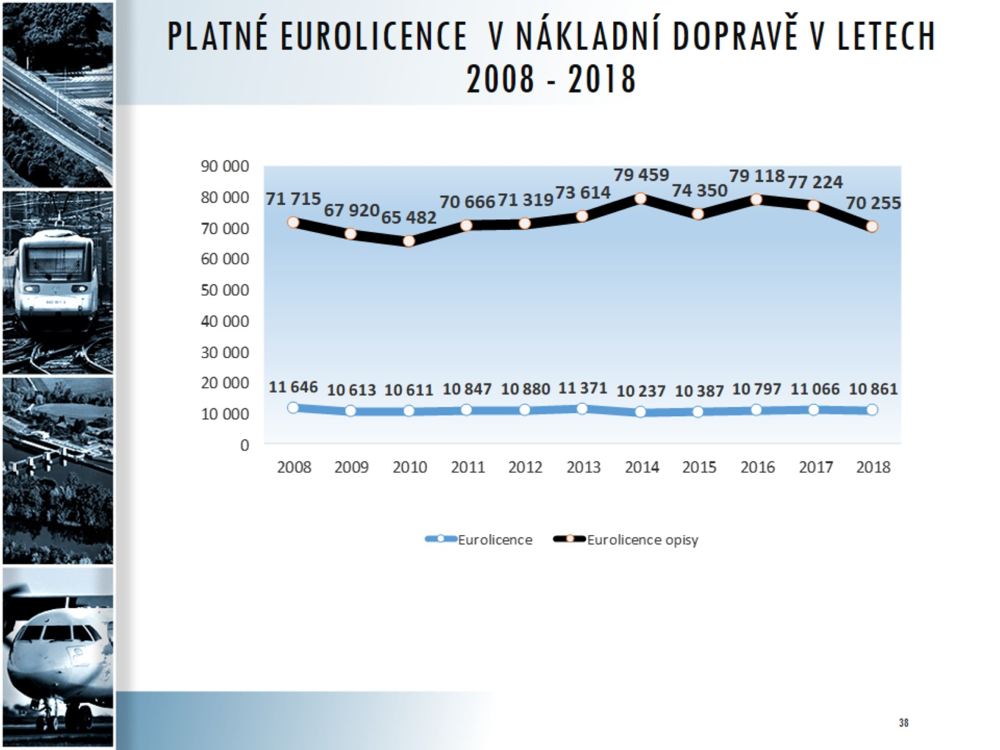 PLATNÉ EUROLICENCE V NÁKLADNÍ DOPRAVĚ V LETECH
2008 - 2018
90 000
80 000
70 000
60 000
50 000
40 000
30 000
20 000
10 000
0
71 715 67 920 65 482 70 666 71 319 73 614 79 459 74 350 79 118 77 224 70 255
11 646 10 613 10 611 10 847 10 880 11 371 10 237 10 387 10 797 11 066 10 861
2008 2009 2010 2011 2012 2013 2014 2015 2016 2017 2018
Eurolicence Eurolicence opisy
38